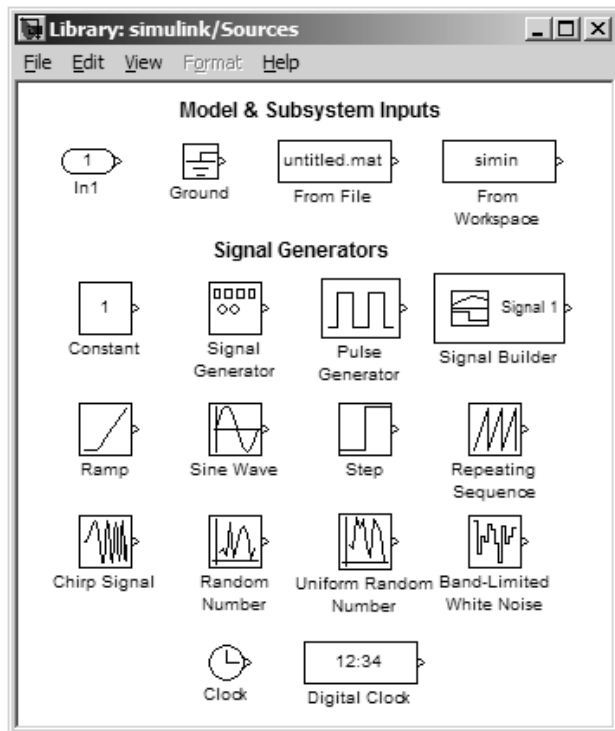 Library: simulink/Sources
File Edit View Format Help
Model & Subsystem Inputs
1
In1
Ground
untitled.mat
From File
simin
From
Workspace
Signal Generators
1
Constant
Signal
Generator
Pulse
Generator
Signal 1
Signal Builder
Ramp
Sine Wave
Step
Repeating
Sequence
Chirp Signal
Random
Number
Uniform Random
Number
Band-Limited
White Noise
Clock
12:34
Digital Clock